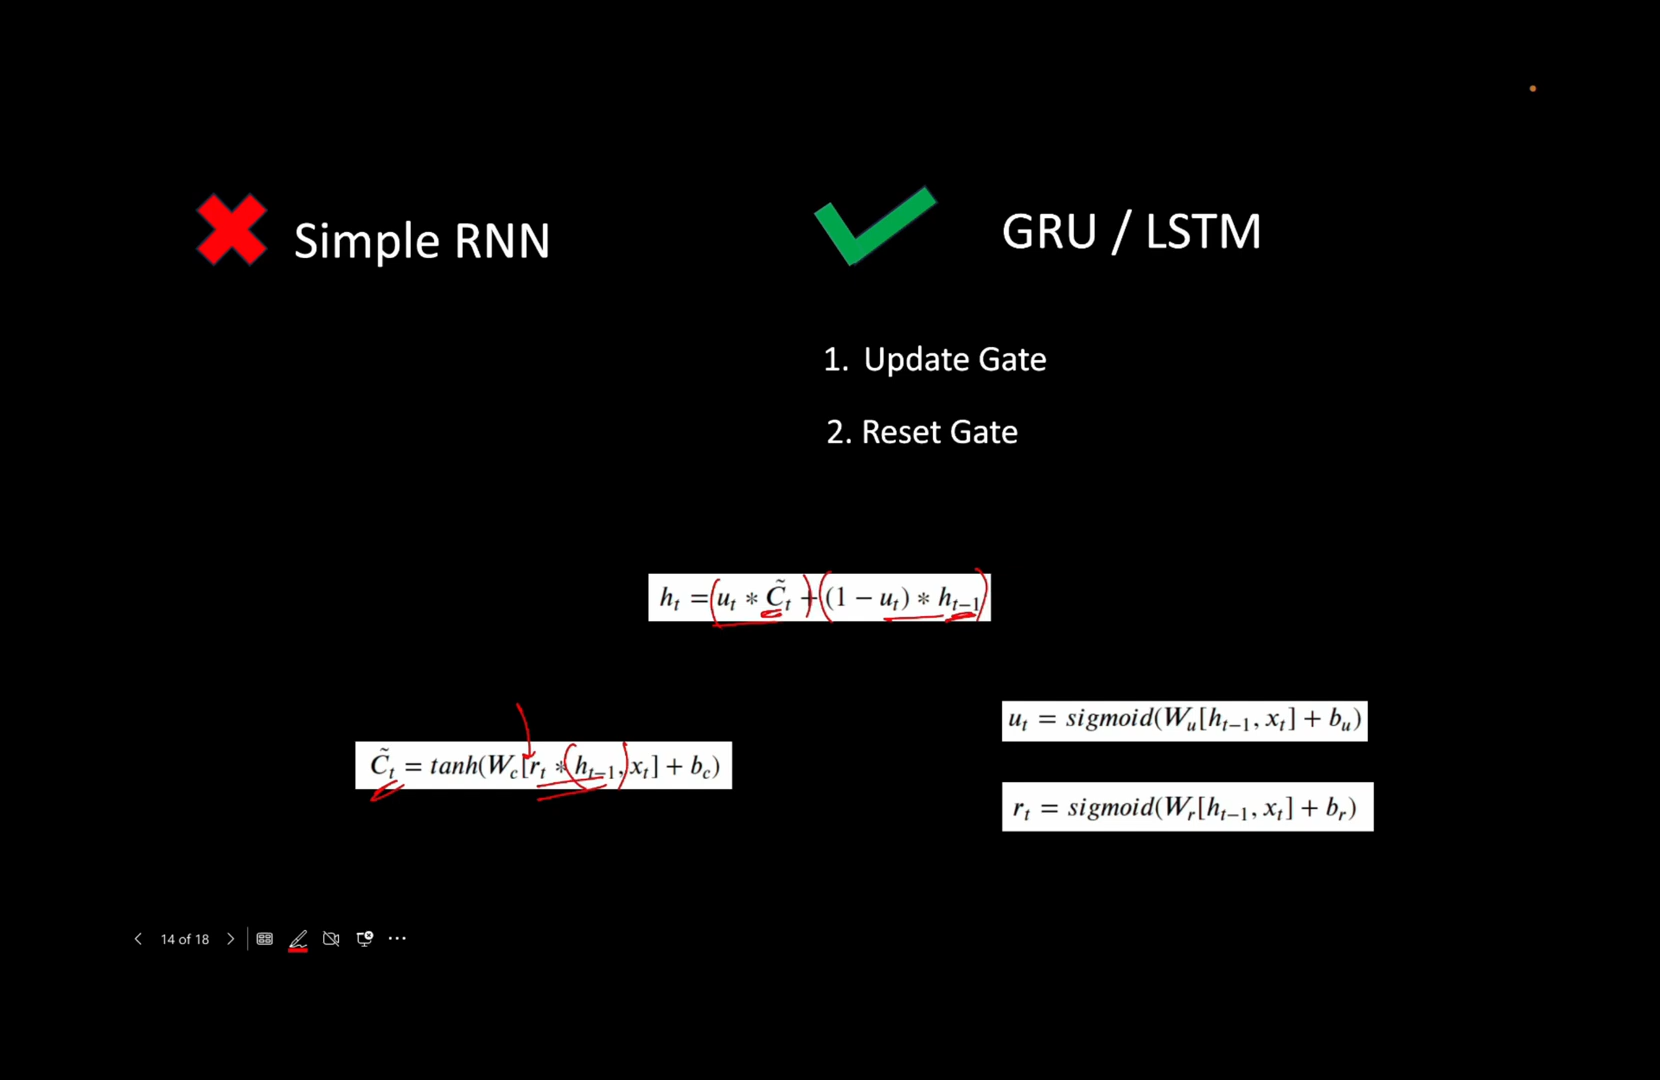 Simple RNN
GRU / LSTM
1. Update Gate
2. Reset Gate
hₜ = (uₜ * C̃ₜ) + ((1 − uₜ) * hₜ₋₁)
uₜ = sigmoid(Wᵤ[hₜ₋₁, xₜ] + bᵤ)
C̃ₜ = tanh(W꜀[rₜ * (hₜ₋₁,) xₜ] + b꜀)
rₜ = sigmoid(Wᵣ[hₜ₋₁, xₜ] + bᵣ)
14 of 18